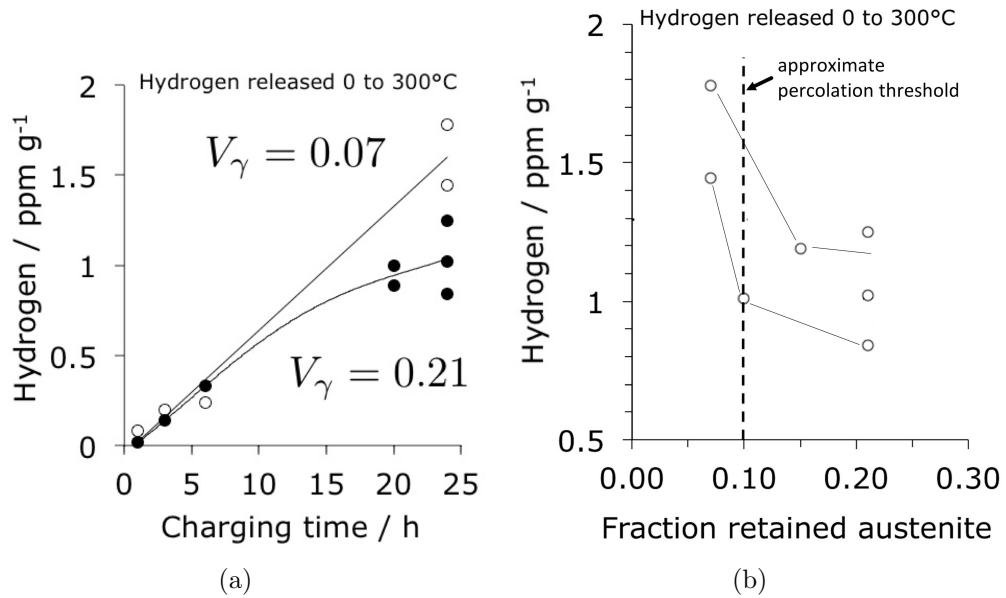 Hydrogen released 0 to 300°C
Hydrogen / ppm g⁻¹
2
1.5
1
0.5
0
V_γ = 0.07
V_γ = 0.21
0 5 10 15 20 25
Charging time / h
(a)
Hydrogen released 0 to 300°C
Hydrogen / ppm g⁻¹
2
1.5
1
0.5
approximate
percolation threshold
0.00 0.10 0.20 0.30
Fraction retained austenite
(b)